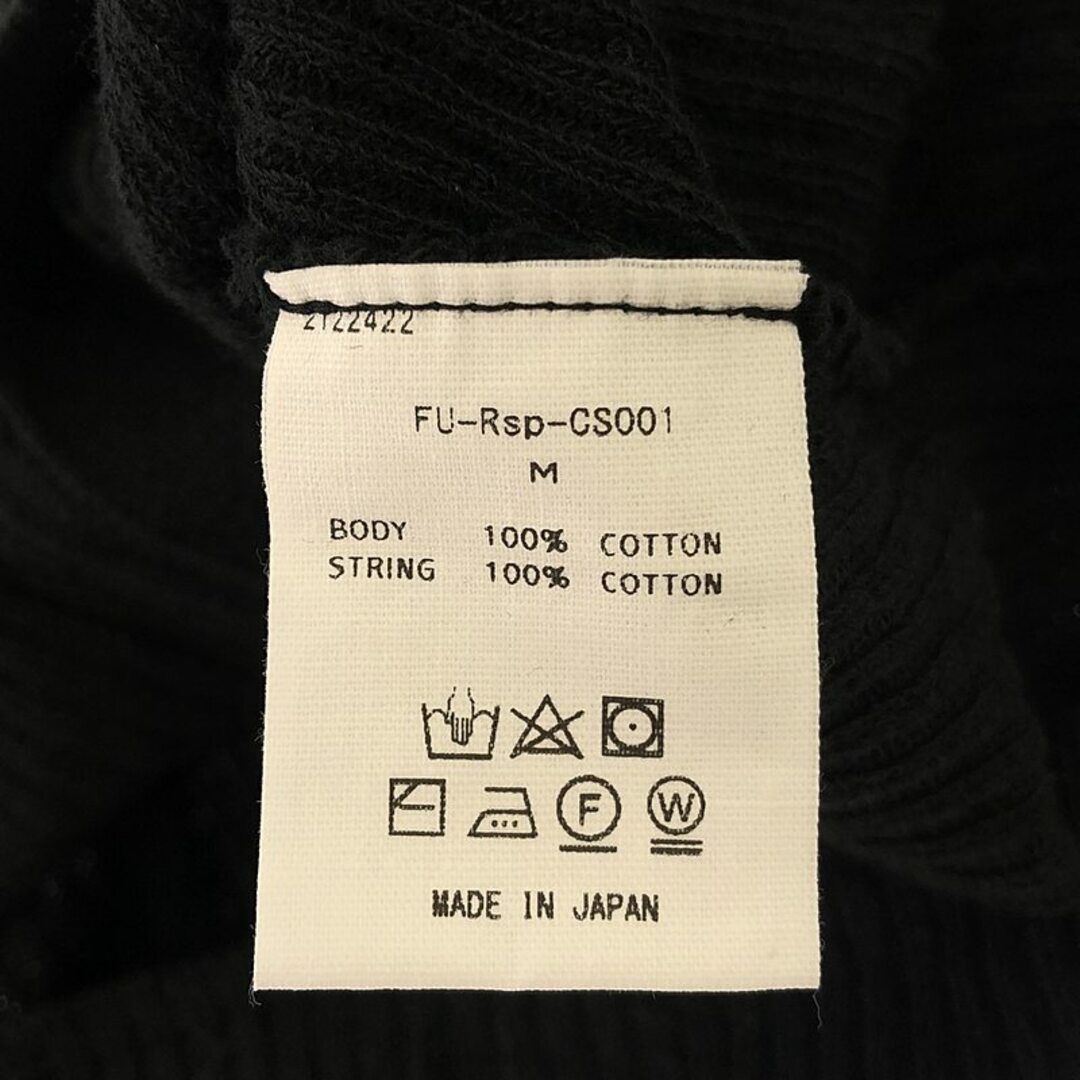 2122422
FU-Rsp-CS001
M
BODY 100% COTTON
STRING 100% COTTON
F W
MADE IN JAPAN